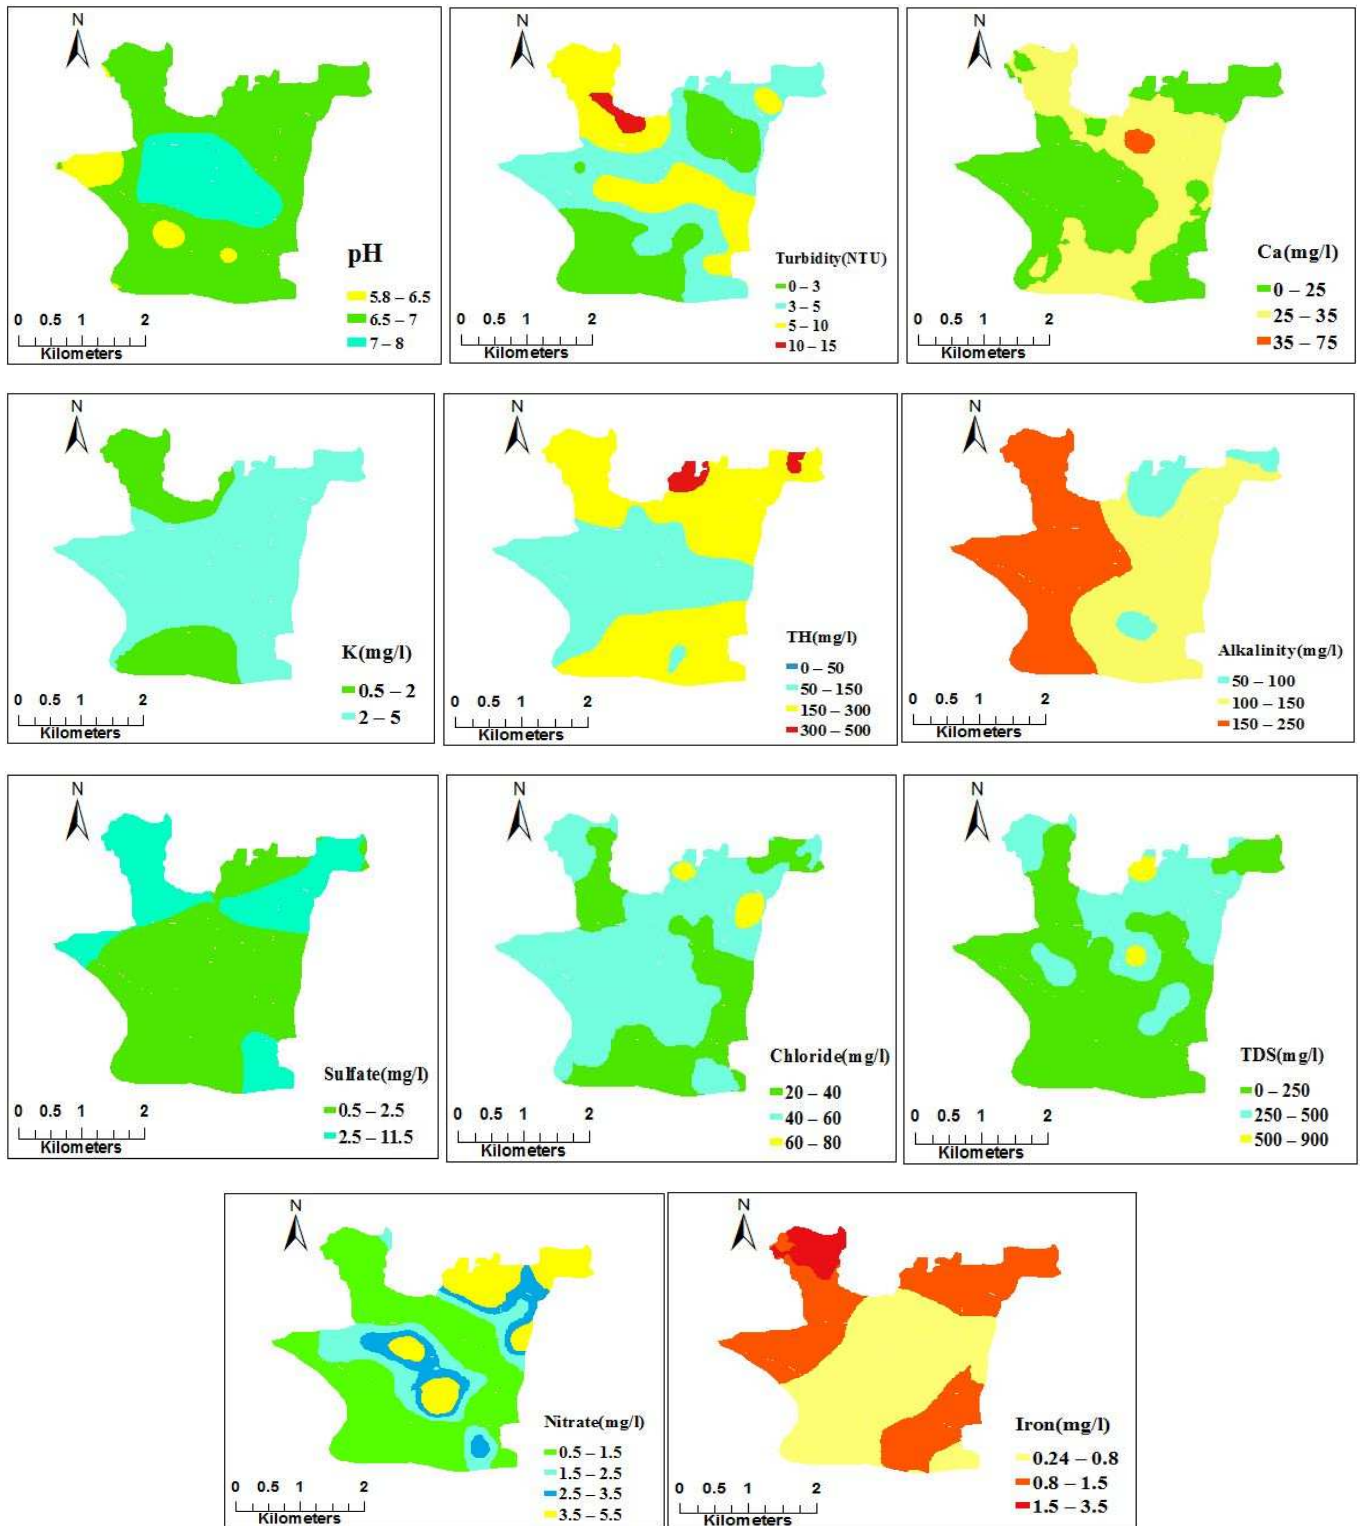 N
pH
5.8 – 6.5
6.5 – 7
7 – 8
0 0.5 1 2
Kilometers
N
Turbidity(NTU)
0 – 3
3 – 5
5 – 10
10 – 15
0 0.5 1 2
Kilometers
N
Ca(mg/l)
0 – 25
25 – 35
35 – 75
0 0.5 1 2
Kilometers
N
K(mg/l)
0.5 – 2
2 – 5
0 0.5 1 2
Kilometers
N
TH(mg/l)
0 – 50
50 – 150
150 – 300
300 – 500
0 0.5 1 2
Kilometers
N
Alkalinity(mg/l)
50 – 100
100 – 150
150 – 250
0 0.5 1 2
Kilometers
N
Sulfate(mg/l)
0.5 – 2.5
2.5 – 11.5
0 0.5 1 2
Kilometers
N
Chloride(mg/l)
20 – 40
40 – 60
60 – 80
0 0.5 1 2
Kilometers
N
TDS(mg/l)
0 – 250
250 – 500
500 – 900
0 0.5 1 2
Kilometers
N
Nitrate(mg/l)
0.5 – 1.5
1.5 – 2.5
2.5 – 3.5
3.5 – 5.5
0 0.5 1 2
Kilometers
N
Iron(mg/l)
0.24 – 0.8
0.8 – 1.5
1.5 – 3.5
0 0.5 1 2
Kilometers